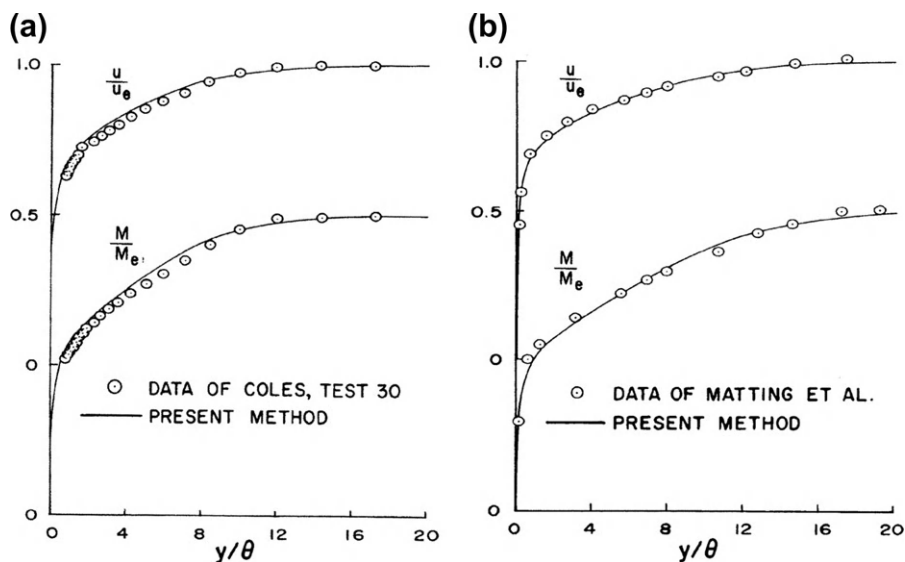 (a)
1.0
u
u_e
0.5
M
M_e
0
DATA OF COLES, TEST 30
PRESENT METHOD
0
0 4 8 12 16 20
y/θ
(b)
1.0
u
u_e
0.5
M
M_e
0
DATA OF MATTING ET AL.
PRESENT METHOD
0
0 4 8 12 16 20
y/θ